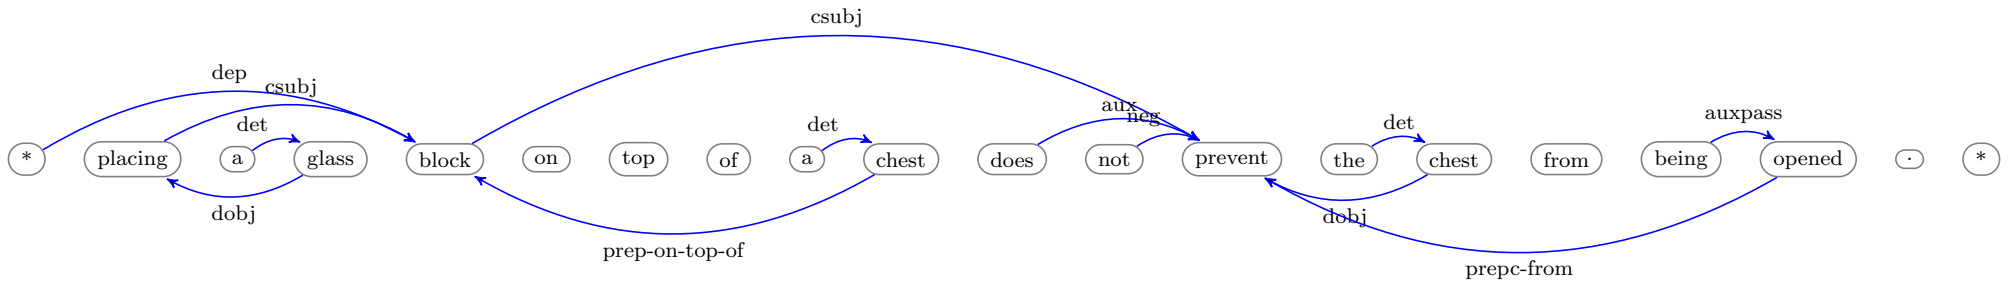 csubj
dep
csubj
aux
det
det
neg
det
auxpass
* placing a glass block on top of a chest does not prevent the chest from being opened . *
dobj
dobj
prep-on-top-of
prepc-from